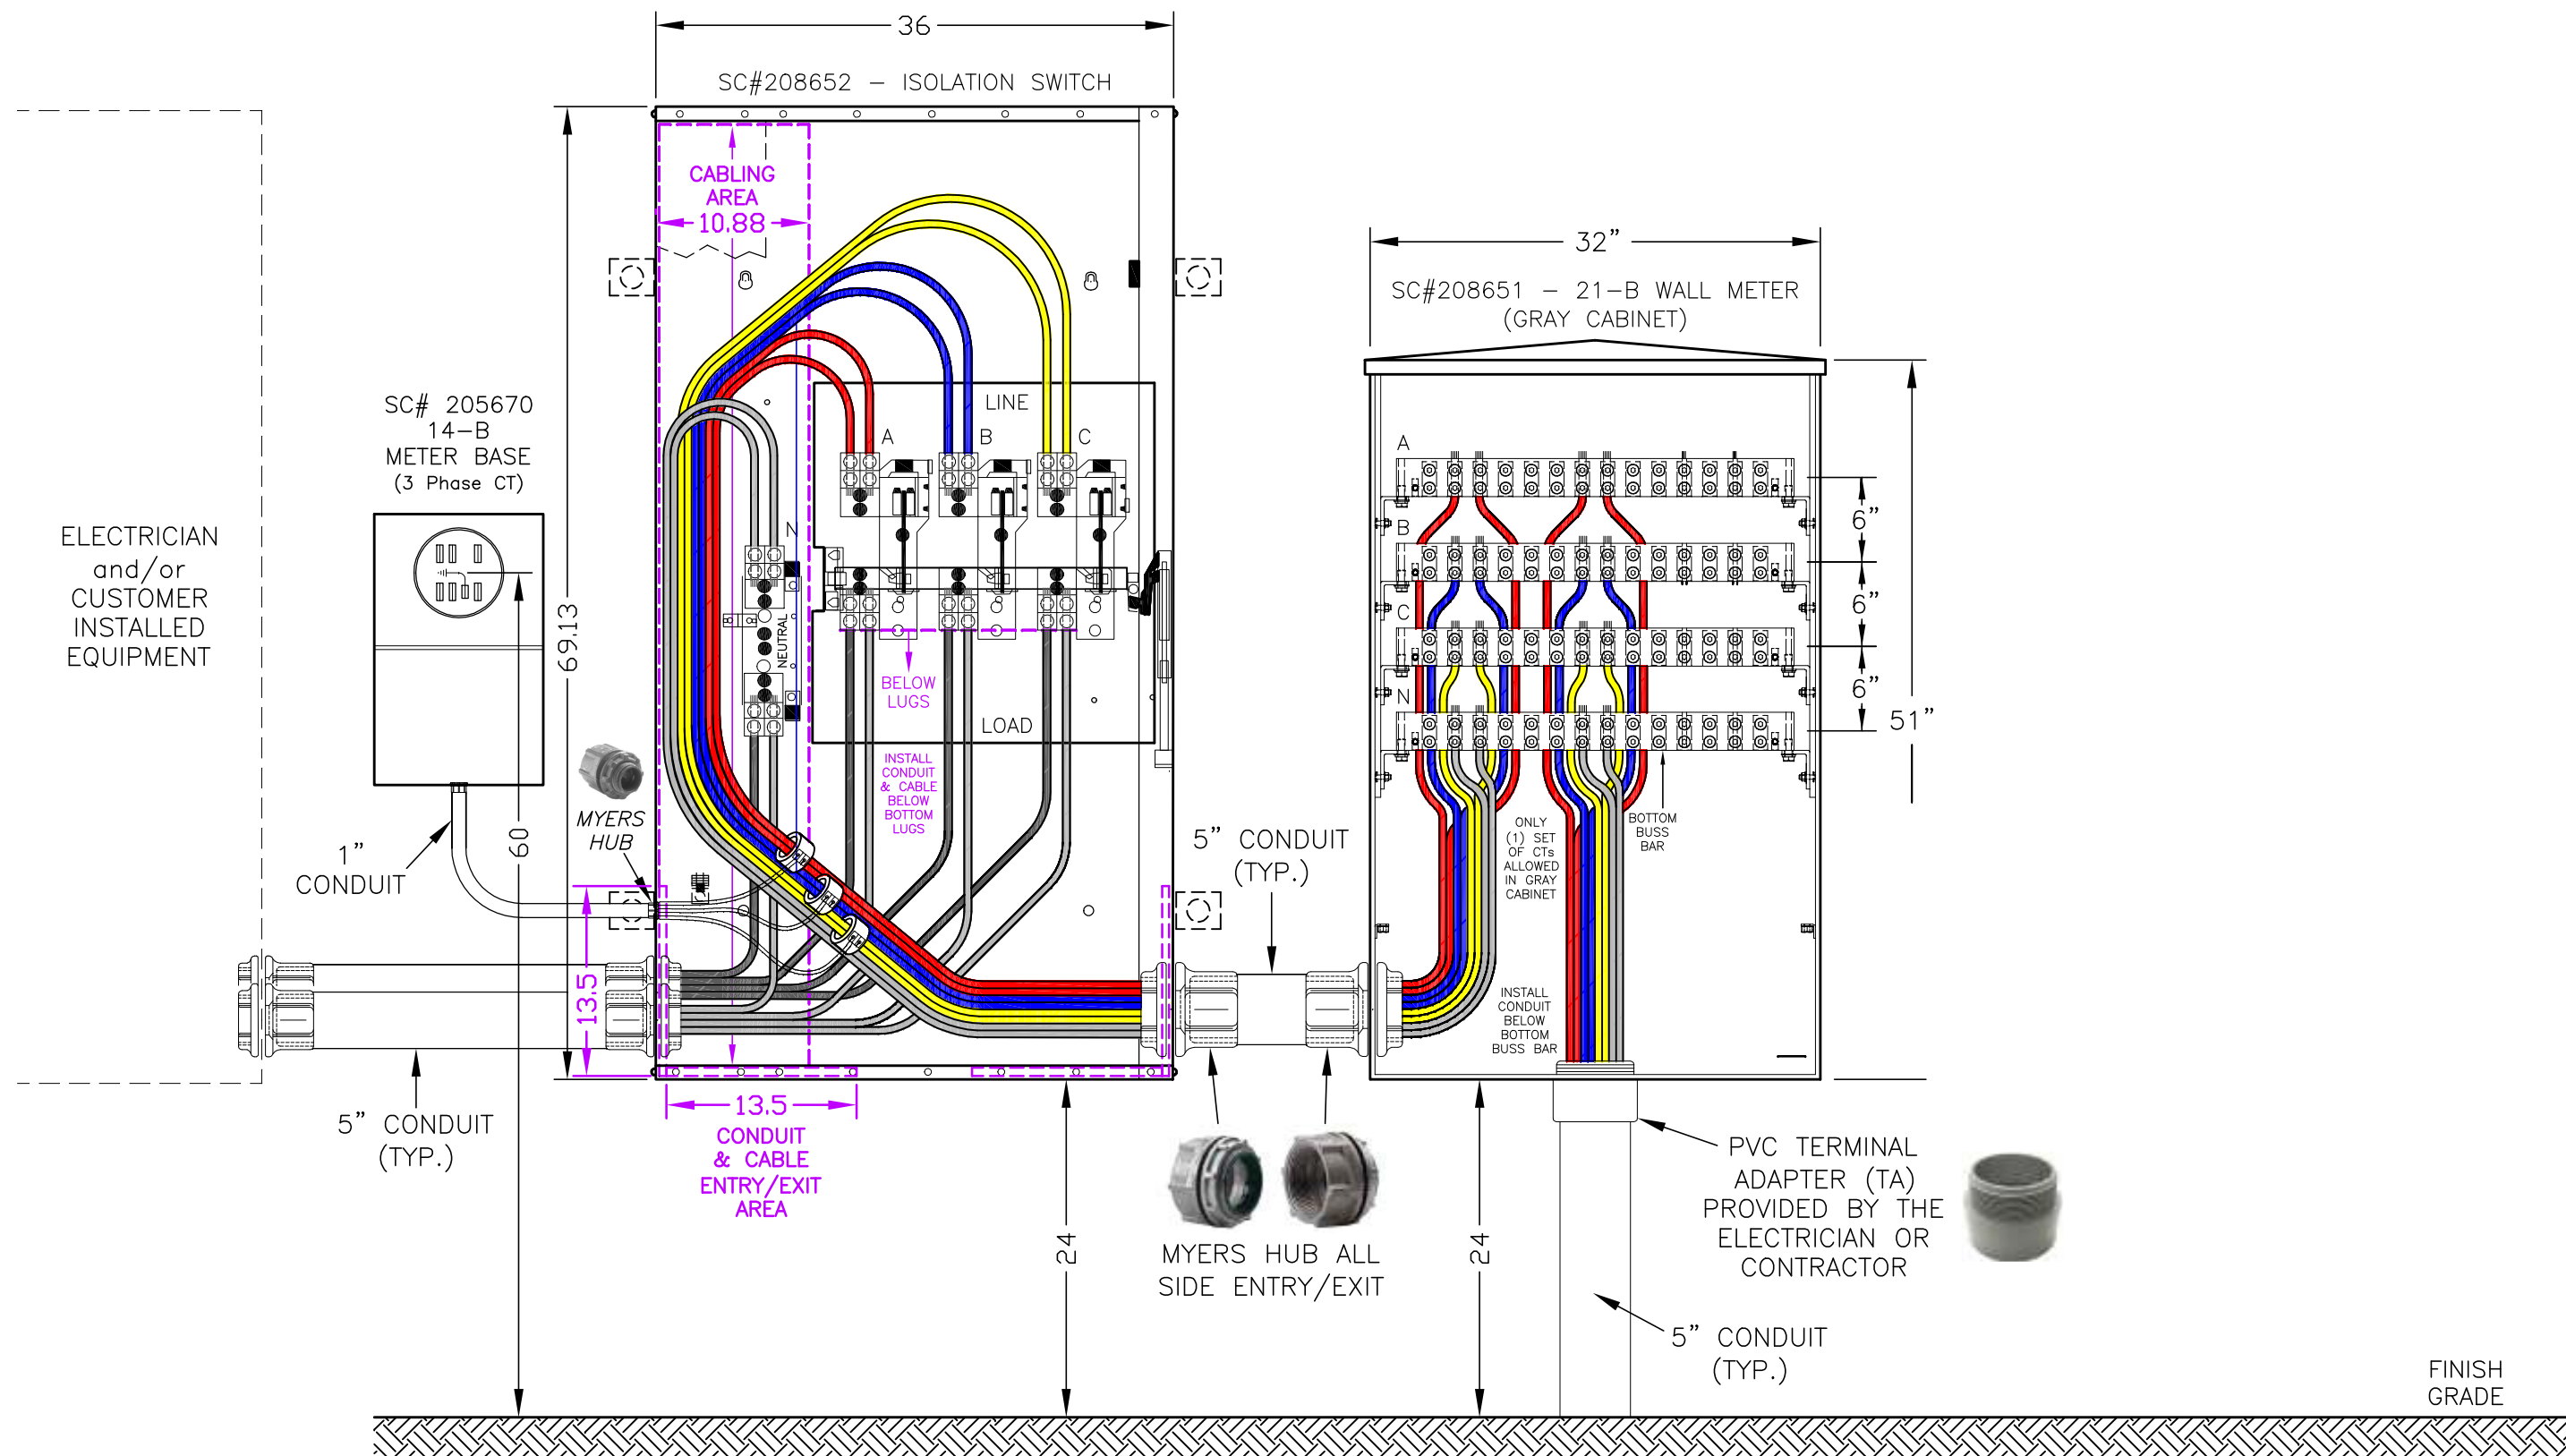 36
SC#208652 – ISOLATION SWITCH
CABLING
AREA
10.88
32”
SC#208651 – 21–B WALL METER
(GRAY CABINET)
SC# 205670
14–B
METER BASE
(3 Phase CT)
LINE
A
B
C
N
NEUTRAL
BELOW
LUGS
LOAD
INSTALL
CONDUIT
& CABLE
BELOW
BOTTOM
LUGS
ELECTRICIAN
and/or
CUSTOMER
INSTALLED
EQUIPMENT
69.13
60
MYERS
HUB
1”
CONDUIT
13.5
A
B
C
N
6”
6”
6”
51”
ONLY
(1) SET
OF CTs
ALLOWED
IN GRAY
CABINET
BOTTOM
BUSS
BAR
5” CONDUIT
(TYP.)
INSTALL
CONDUIT
BELOW
BOTTOM
BUSS BAR
5” CONDUIT
(TYP.)
13.5
CONDUIT
& CABLE
ENTRY/EXIT
AREA
24
MYERS HUB ALL
SIDE ENTRY/EXIT
24
PVC TERMINAL
ADAPTER (TA)
PROVIDED BY THE
ELECTRICIAN OR
CONTRACTOR
5” CONDUIT
(TYP.)
FINISH
GRADE